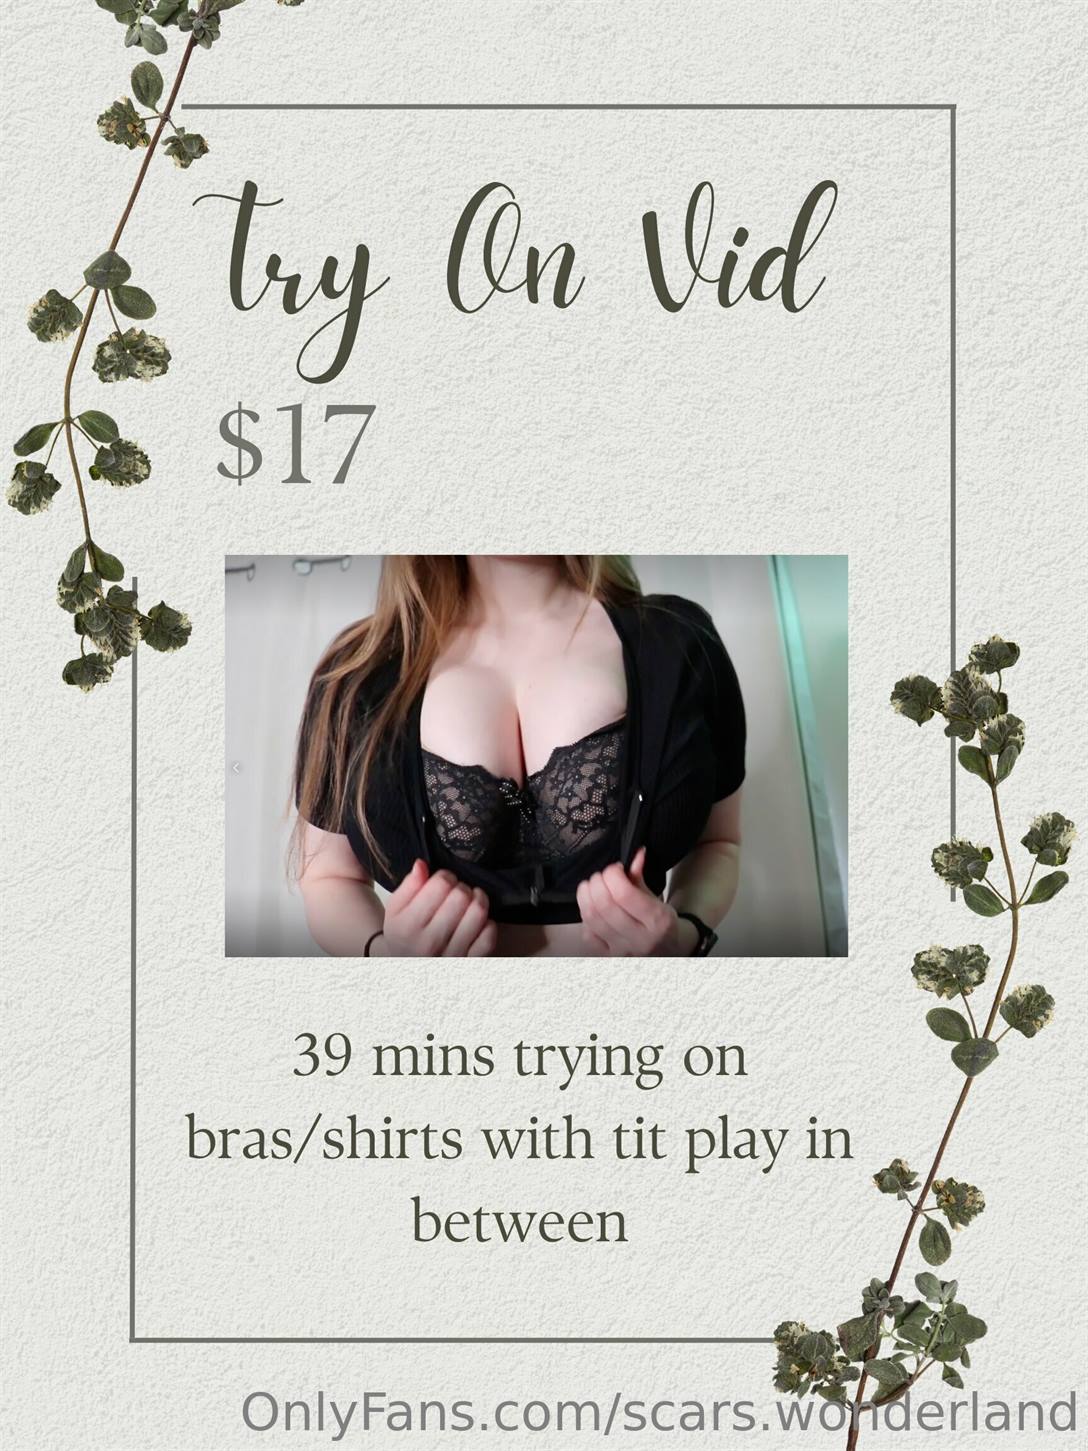 Try On Vid
$17
39 mins trying on
bras/shirts with tit play in
between
OnlyFans.com/scars.wonderland